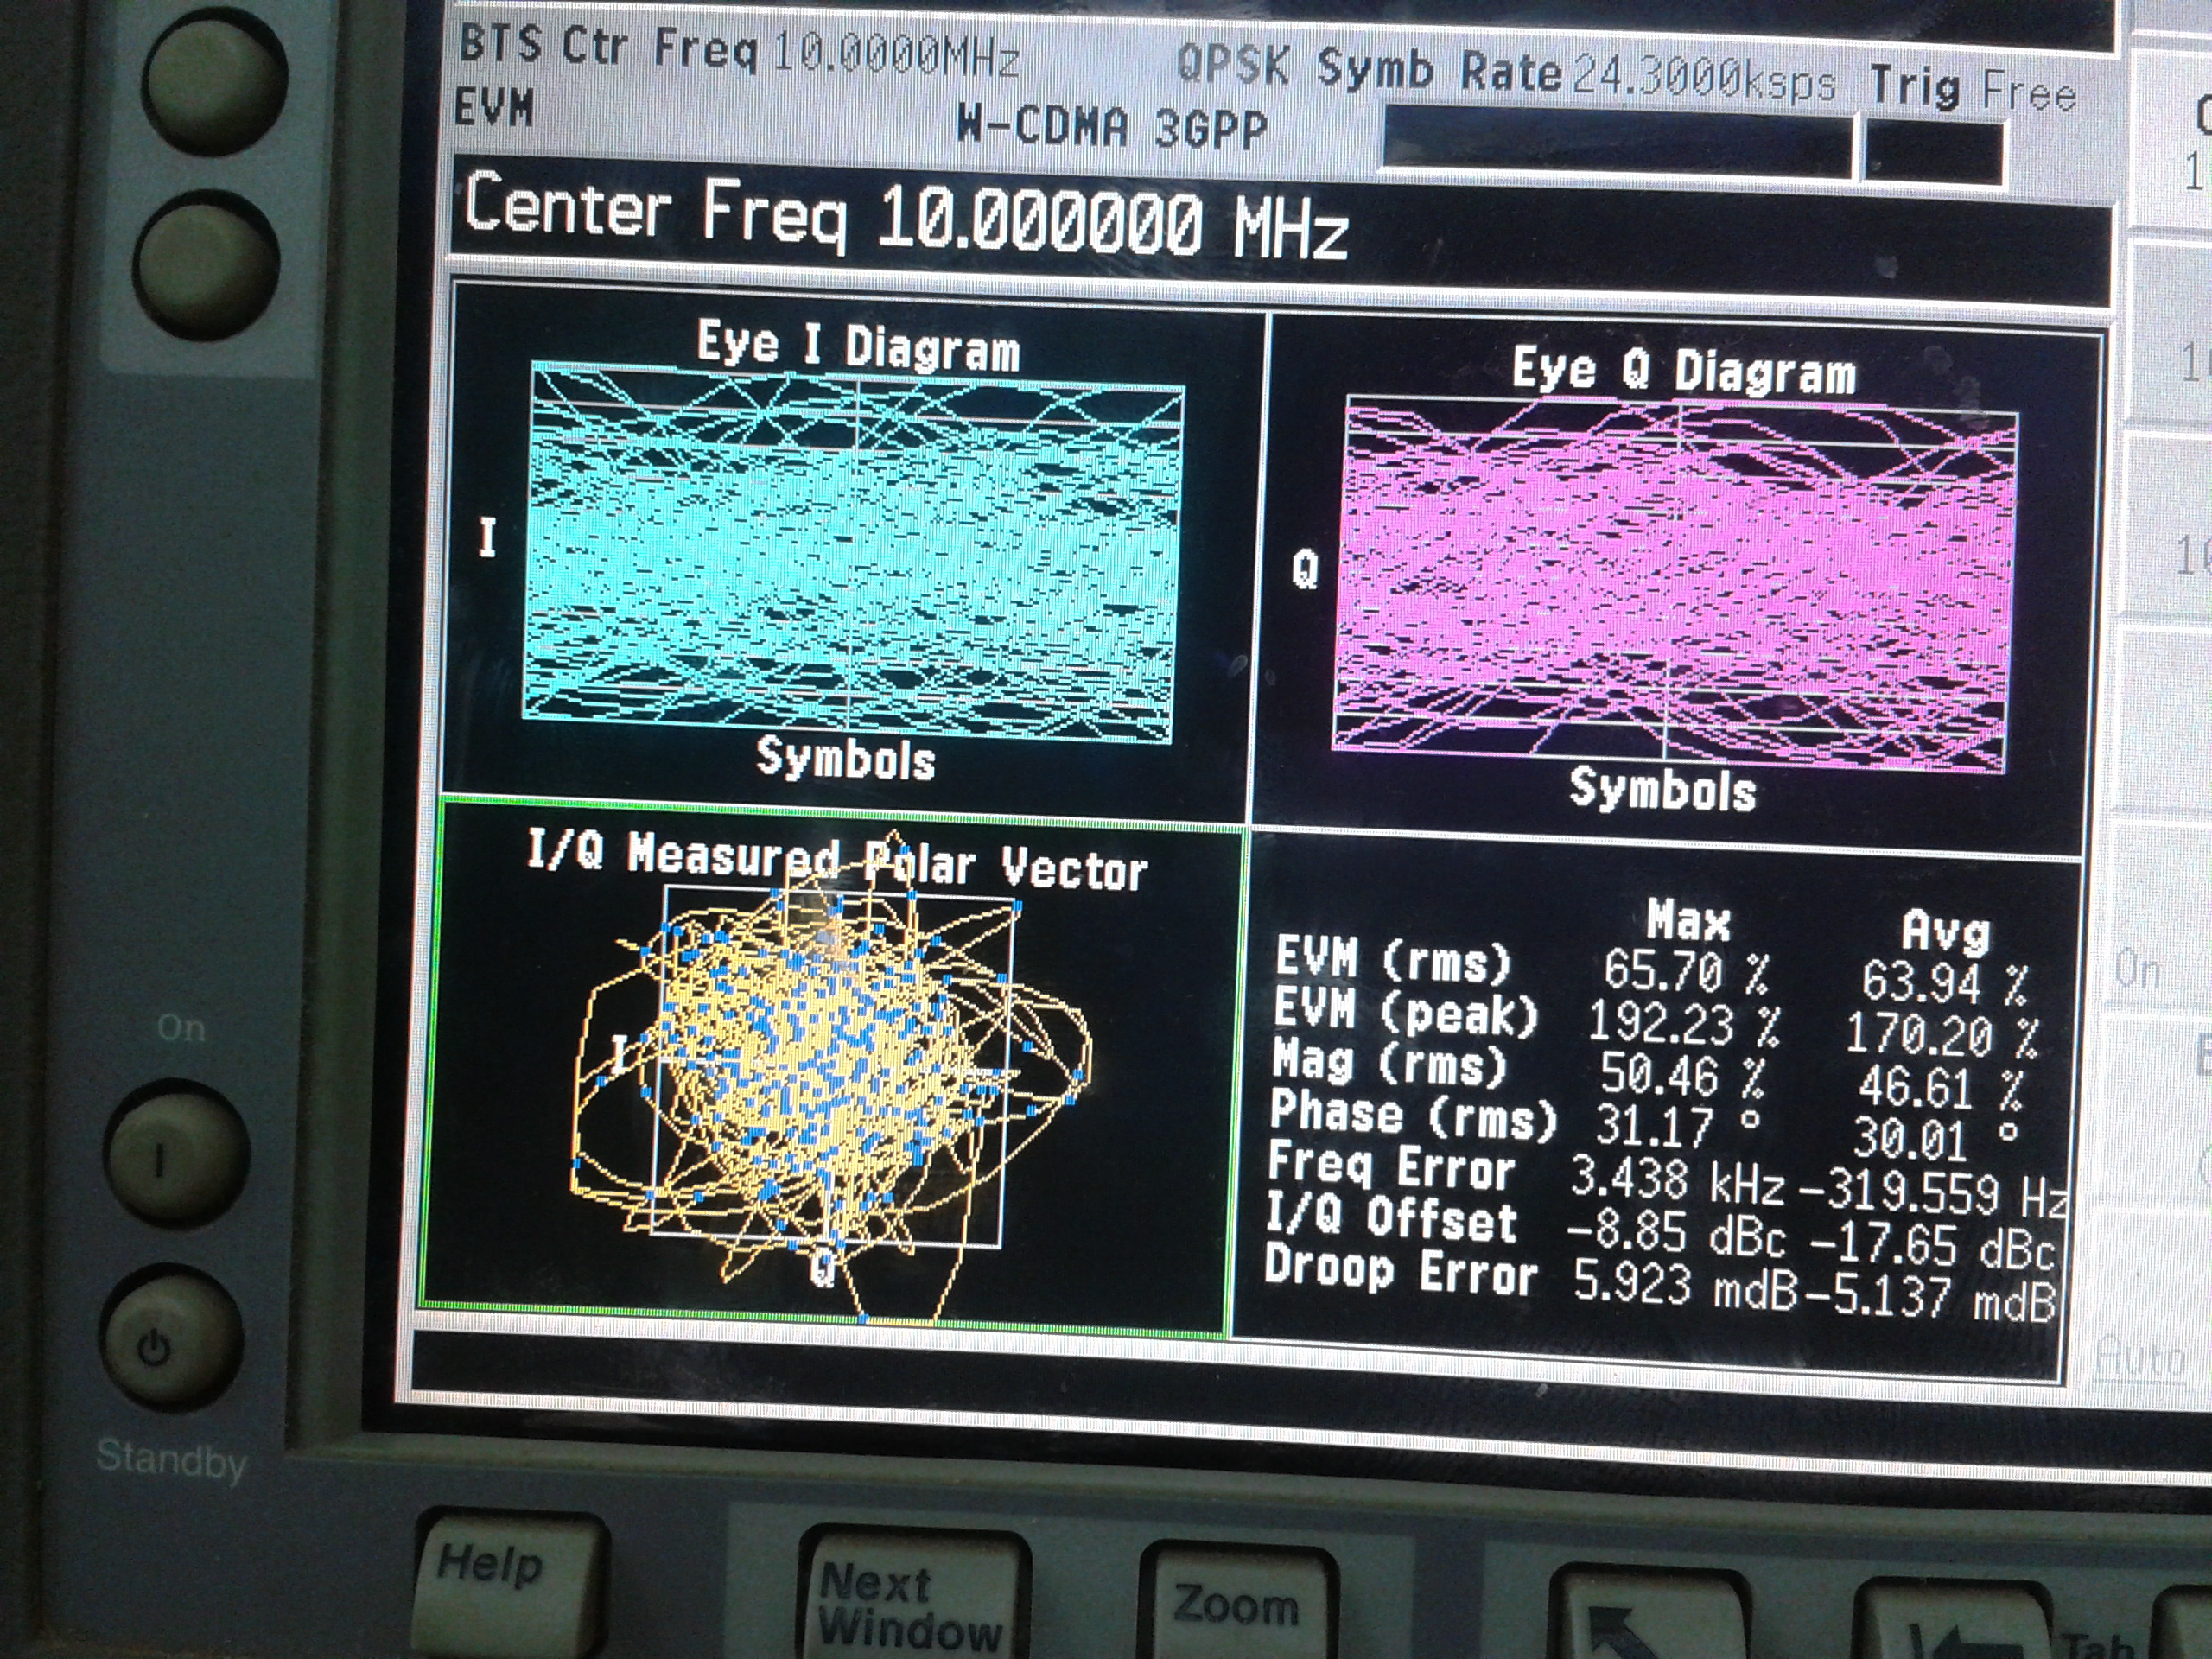 BTS Ctr Freq 10.0000MHz QPSK Symb Rate 24.3000ksps Trig Free
EVM W-CDMA 3GPP
Center Freq 10.000000 MHz
Eye I Diagram
I
Symbols
Eye Q Diagram
Q
Symbols
I/Q Measured Polar Vector
I
Q
Max Avg
EVM (rms) 65.70 % 63.94 %
EVM (peak) 192.23 % 170.20 %
Mag (rms) 50.46 % 46.61 %
Phase (rms) 31.17 ° 30.01 °
Freq Error 3.438 kHz -319.559 Hz
I/Q Offset -8.85 dBc -17.65 dBc
Droop Error 5.923 mdB -5.137 mdB
On
Auto
On
Standby
Help
Next
Window
Zoom
Tab